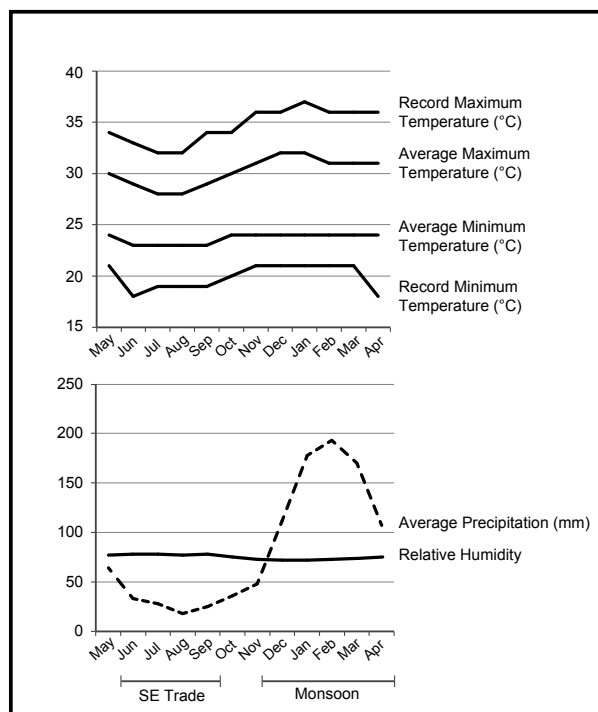 40
35
30
25
20
15
Record Maximum
Temperature (°C)
Average Maximum
Temperature (°C)
Average Minimum
Temperature (°C)
Record Minimum
Temperature (°C)
May Jun Jul Aug Sep Oct Nov Dec Jan Feb Mar Apr
250
200
150
100
50
0
Average Precipitation (mm)
Relative Humidity
May Jun Jul Aug Sep Oct Nov Dec Jan Feb Mar Apr
SE Trade Monsoon